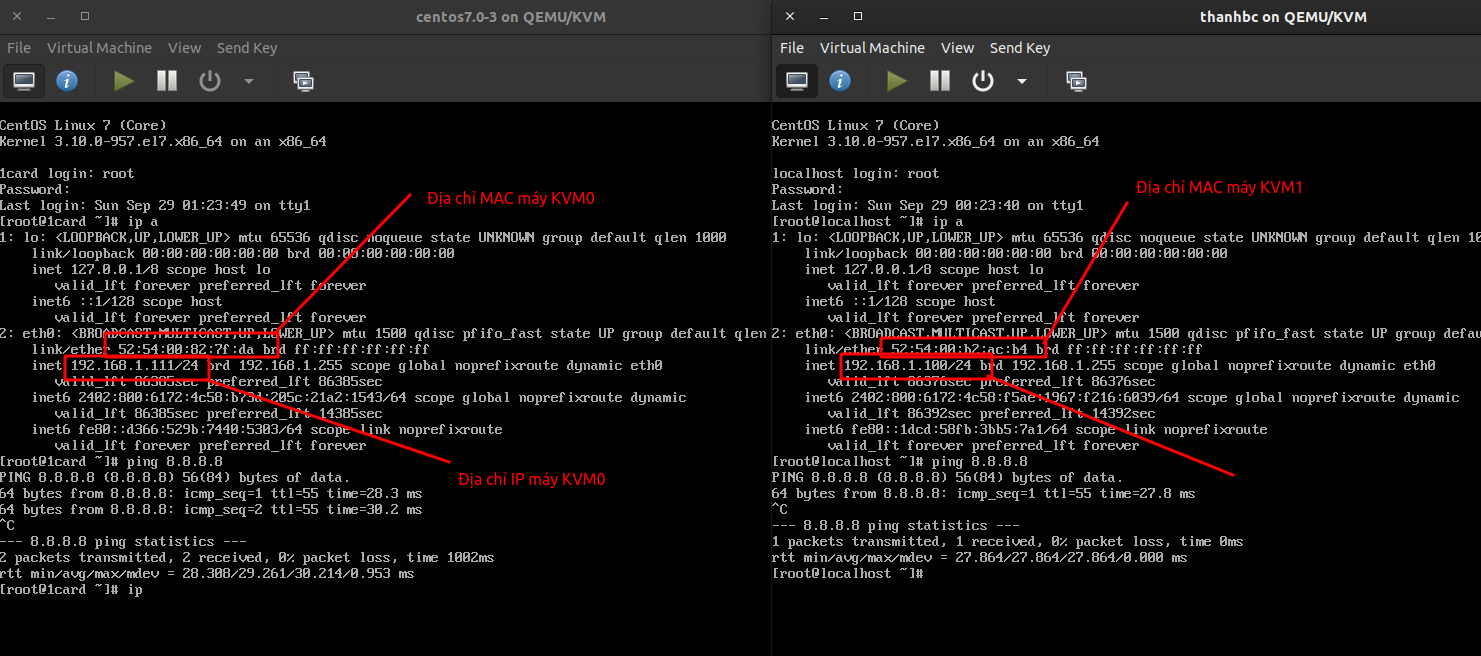 centos7.0-3 on QEMU/KVM
File Virtual Machine View Send Key
CentOS Linux 7 (Core)
Kernel 3.10.0-957.el7.x86_64 on an x86_64
1card login: root
Password:
Last login: Sun Sep 29 01:23:49 on tty1
[root@1card ~]# ip a
1: lo: <LOOPBACK,UP,LOWER_UP> mtu 65536 qdisc noqueue state UNKNOWN group default qlen 1000
link/loopback 00:00:00:00:00:00 brd 00:00:00:00:00:00
inet 127.0.0.1/8 scope host lo
valid_lft forever preferred_lft forever
inet6 ::1/128 scope host
valid_lft forever preferred_lft forever
2: eth0: <BROADCAST,MULTICAST,UP,LOWER_UP> mtu 1500 qdisc pfifo_fast state UP group default qlen
link/ether 52:54:00:82:7f:da brd ff:ff:ff:ff:ff:ff
inet 192.168.1.111/24 brd 192.168.1.255 scope global noprefixroute dynamic eth0
valid_lft 86385sec preferred_lft 86385sec
inet6 2402:800:6172:4c58:b73d:205c:21a2:1543/64 scope global noprefixroute dynamic
valid_lft 86385sec preferred_lft 14385sec
inet6 fe80::d366:529b:7440:5303/64 scope link noprefixroute
valid_lft forever preferred_lft forever
[root@1card ~]# ping 8.8.8.8
PING 8.8.8.8 (8.8.8.8) 56(84) bytes of data.
64 bytes from 8.8.8.8: icmp_seq=1 ttl=55 time=28.3 ms
64 bytes from 8.8.8.8: icmp_seq=2 ttl=55 time=30.2 ms
^C
--- 8.8.8.8 ping statistics ---
2 packets transmitted, 2 received, 0% packet loss, time 1002ms
rtt min/avg/max/mdev = 28.308/29.261/30.214/0.953 ms
[root@1card ~]# ip
Địa chỉ MAC máy KVM0
Địa chỉ IP máy KVM0
thanhbc on QEMU/KVM
File Virtual Machine View Send Key
CentOS Linux 7 (Core)
Kernel 3.10.0-957.el7.x86_64 on an x86_64
localhost login: root
Password:
Last login: Sun Sep 29 00:23:40 on tty1
[root@localhost ~]# ip a
1: lo: <LOOPBACK,UP,LOWER_UP> mtu 65536 qdisc noqueue state UNKNOWN group default qlen 10
link/loopback 00:00:00:00:00:00 brd 00:00:00:00:00:00
inet 127.0.0.1/8 scope host lo
valid_lft forever preferred_lft forever
inet6 ::1/128 scope host
valid_lft forever preferred_lft forever
2: eth0: <BROADCAST,MULTICAST,UP,LOWER_UP> mtu 1500 qdisc pfifo_fast state UP group defau
link/ether 52:54:00:b2:ac:b4 brd ff:ff:ff:ff:ff:ff
inet 192.168.1.100/24 brd 192.168.1.255 scope global noprefixroute dynamic eth0
valid_lft 86376sec preferred_lft 86376sec
inet6 2402:800:6172:4c58:f5ae:1967:f216:6039/64 scope global noprefixroute dynamic
valid_lft 86392sec preferred_lft 14392sec
inet6 fe80::1dcd:58fb:3bb5:7a1/64 scope link noprefixroute
valid_lft forever preferred_lft forever
[root@localhost ~]# ping 8.8.8.8
PING 8.8.8.8 (8.8.8.8) 56(84) bytes of data.
64 bytes from 8.8.8.8: icmp_seq=1 ttl=55 time=27.8 ms
^C
--- 8.8.8.8 ping statistics ---
1 packets transmitted, 1 received, 0% packet loss, time 0ms
rtt min/avg/max/mdev = 27.864/27.864/27.864/0.000 ms
[root@localhost ~]#
Địa chỉ MAC máy KVM1